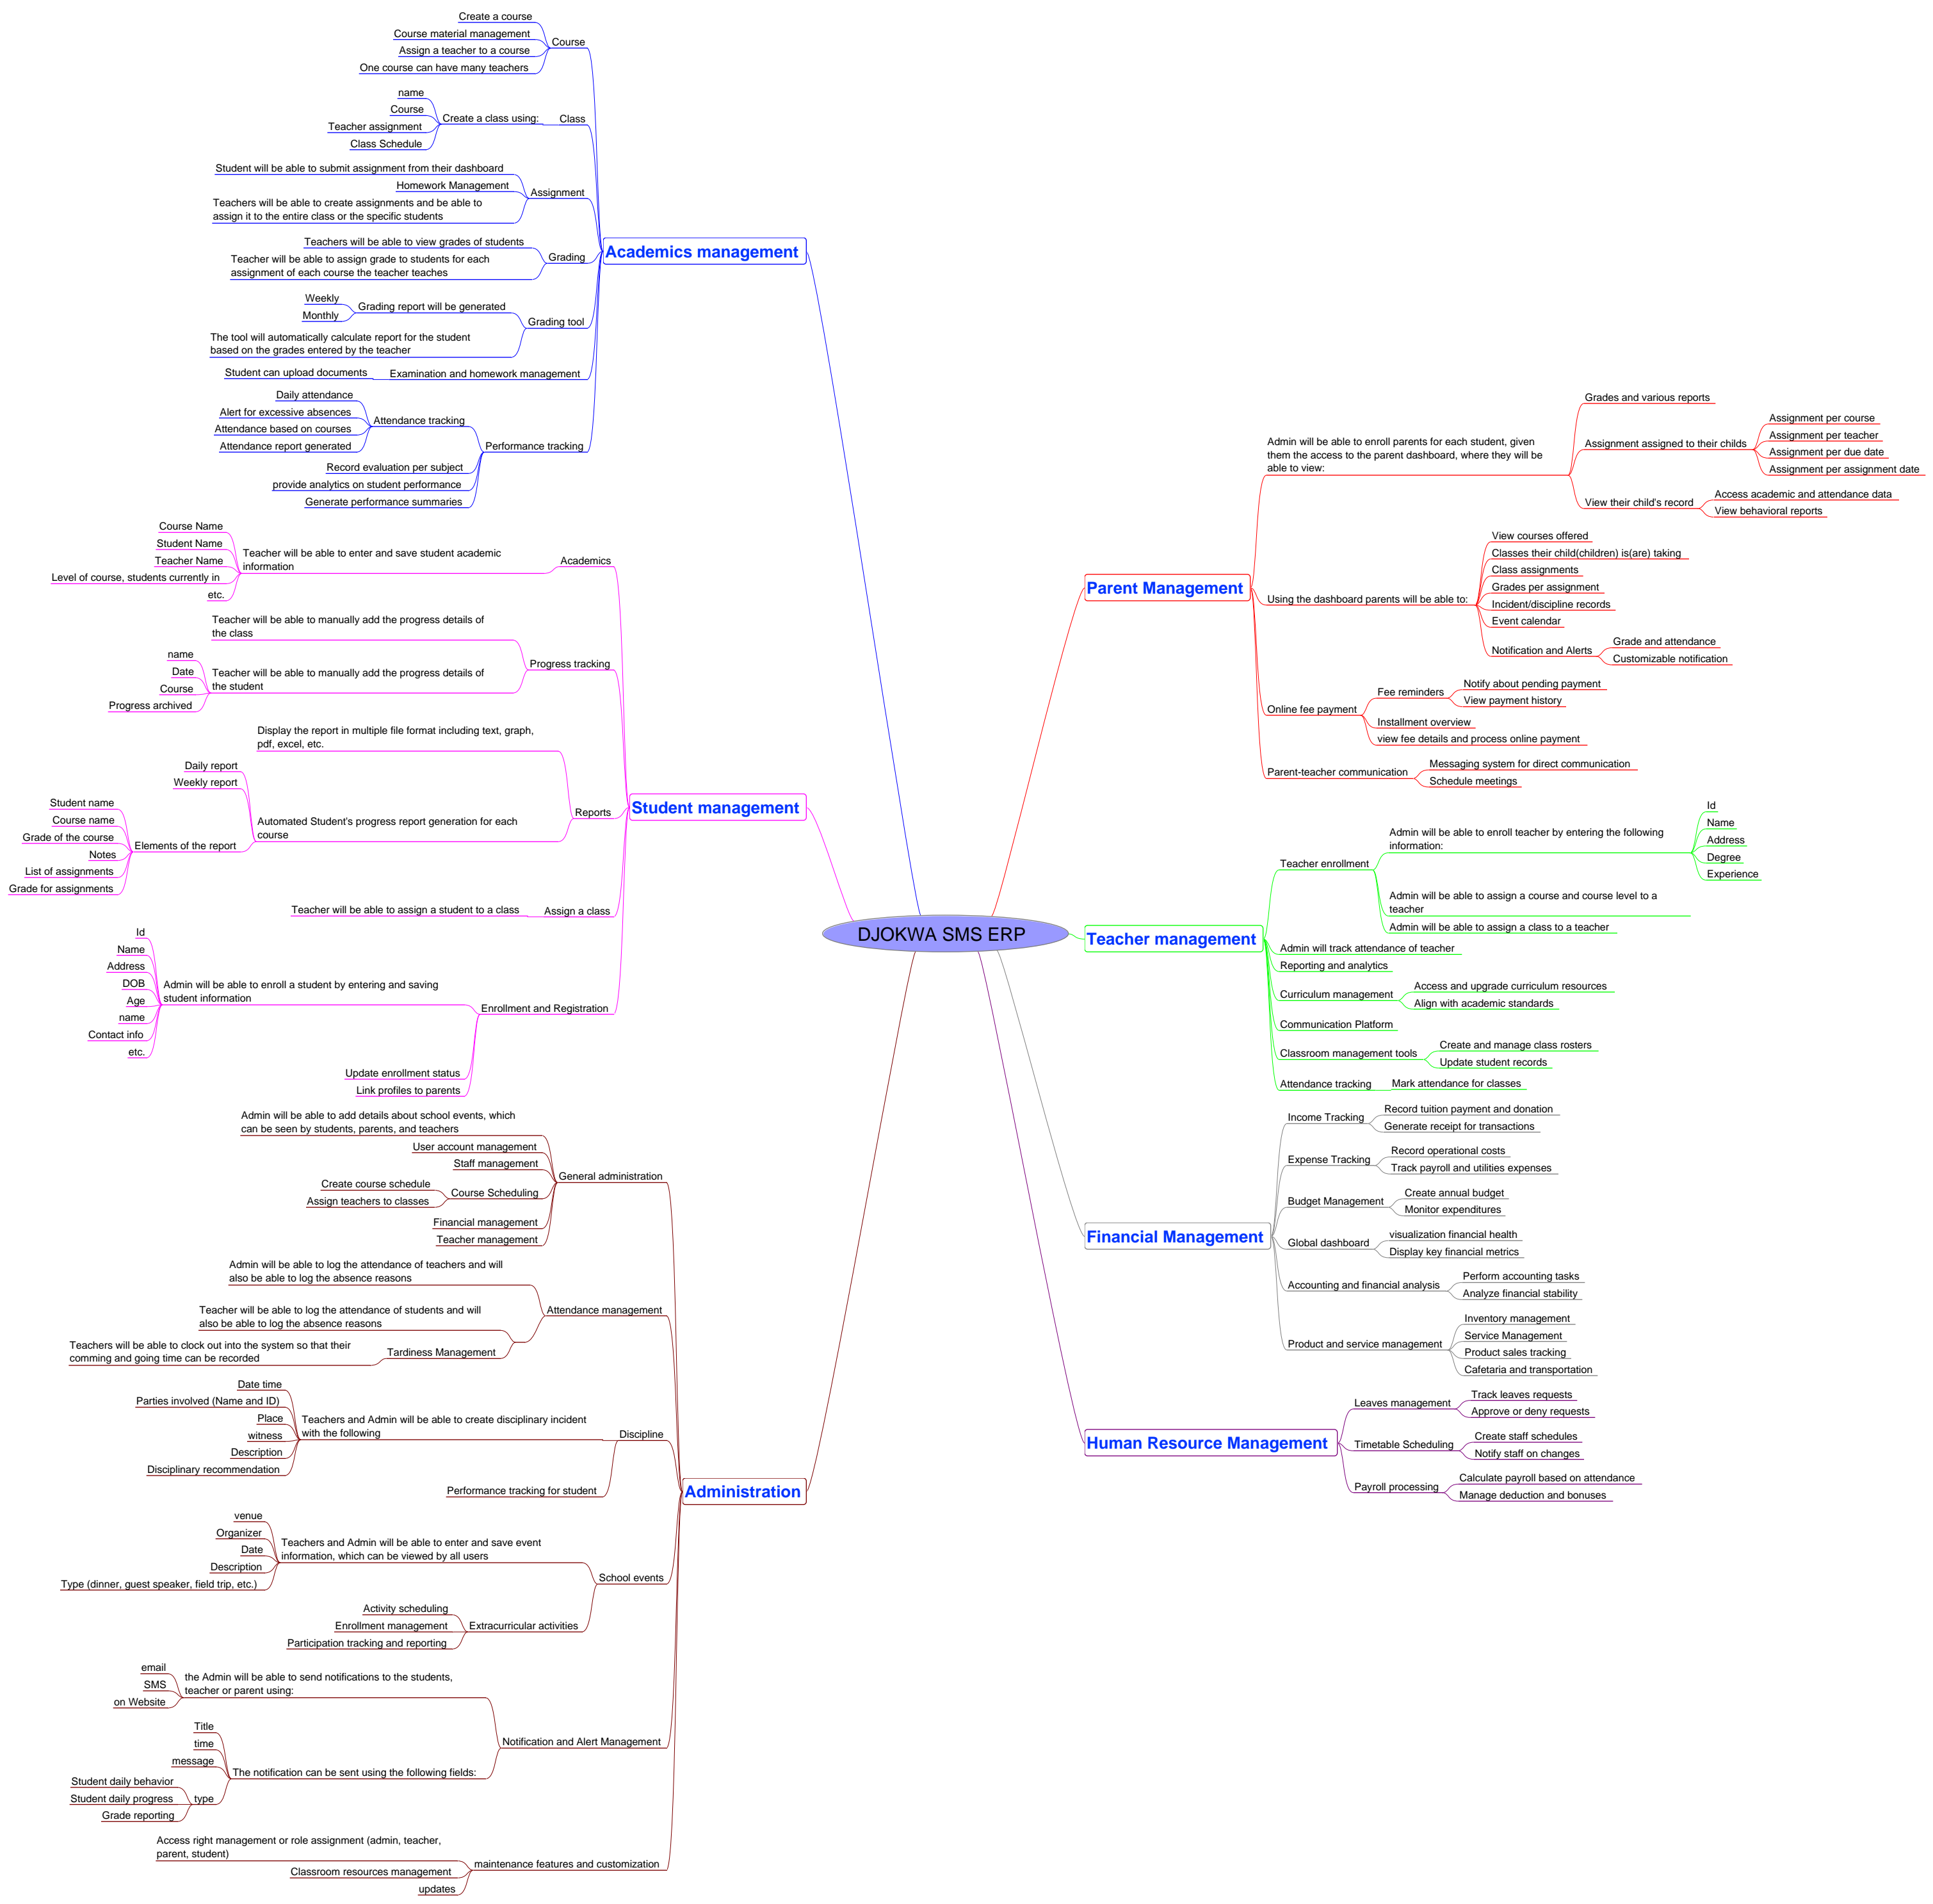 Create a course
Course material management
Assign a teacher to a course
One course can have many teachers
Course
name
Course
Teacher assignment
Class Schedule
Create a class using:
Class
Student will be able to submit assignment from their dashboard
Homework Management
Teachers will be able to create assignments and be able to
assign it to the entire class or the specific students
Assignment
Teachers will be able to view grades of students
Teacher will be able to assign grade to students for each
assignment of each course the teacher teaches
Grading
Weekly
Monthly
Grading report will be generated
The tool will automatically calculate report for the student
based on the grades entered by the teacher
Grading tool
Student can upload documents
Examination and homework management
Daily attendance
Alert for excessive absences
Attendance based on courses
Attendance report generated
Attendance tracking
Record evaluation per subject
provide analytics on student performance
Generate performance summaries
Performance tracking
Academics management
Course Name
Student Name
Teacher Name
Level of course, students currently in
etc.
Teacher will be able to enter and save student academic
information
Academics
Teacher will be able to manually add the progress details of
the class
name
Date
Course
Progress archived
Teacher will be able to manually add the progress details of
the student
Progress tracking
Display the report in multiple file format including text, graph,
pdf, excel, etc.
Daily report
Weekly report
Student name
Course name
Grade of the course
Notes
List of assignments
Grade for assignments
Elements of the report
Automated Student's progress report generation for each
course
Reports
Teacher will be able to assign a student to a class
Assign a class
Id
Name
Address
DOB
Age
name
Contact info
etc.
Admin will be able to enroll a student by entering and saving
student information
Update enrollment status
Link profiles to parents
Enrollment and Registration
Student management
Admin will be able to add details about school events, which
can be seen by students, parents, and teachers
User account management
Staff management
Create course schedule
Assign teachers to classes
Course Scheduling
Financial management
Teacher management
General administration
Admin will be able to log the attendance of teachers and will
also be able to log the absence reasons
Teacher will be able to log the attendance of students and will
also be able to log the absence reasons
Teachers will be able to clock out into the system so that their
comming and going time can be recorded
Tardiness Management
Attendance management
Date time
Parties involved (Name and ID)
Place
witness
Description
Disciplinary recommendation
Teachers and Admin will be able to create disciplinary incident
with the following
Performance tracking for student
Discipline
venue
Organizer
Date
Description
Type (dinner, guest speaker, field trip, etc.)
Teachers and Admin will be able to enter and save event
information, which can be viewed by all users
Activity scheduling
Enrollment management
Participation tracking and reporting
Extracurricular activities
School events
email
SMS
on Website
the Admin will be able to send notifications to the students,
teacher or parent using:
Title
time
message
Student daily behavior
Student daily progress
Grade reporting
type
The notification can be sent using the following fields:
Notification and Alert Management
Access right management or role assignment (admin, teacher,
parent, student)
Classroom resources management
updates
maintenance features and customization
Administration
DJOKWA SMS ERP
Parent Management
Admin will be able to enroll parents for each student, given
them the access to the parent dashboard, where they will be
able to view:
Grades and various reports
Assignment assigned to their childs
Assignment per course
Assignment per teacher
Assignment per due date
Assignment per assignment date
View their child's record
Access academic and attendance data
View behavioral reports
Using the dashboard parents will be able to:
View courses offered
Classes their child(children) is(are) taking
Class assignments
Grades per assignment
Incident/discipline records
Event calendar
Notification and Alerts
Grade and attendance
Customizable notification
Online fee payment
Fee reminders
Notify about pending payment
View payment history
Installment overview
view fee details and process online payment
Parent-teacher communication
Messaging system for direct communication
Schedule meetings
Teacher management
Teacher enrollment
Admin will be able to enroll teacher by entering the following
information:
Id
Name
Address
Degree
Experience
Admin will be able to assign a course and course level to a
teacher
Admin will be able to assign a class to a teacher
Admin will track attendance of teacher
Reporting and analytics
Curriculum management
Access and upgrade curriculum resources
Align with academic standards
Communication Platform
Classroom management tools
Create and manage class rosters
Update student records
Attendance tracking
Mark attendance for classes
Financial Management
Income Tracking
Record tuition payment and donation
Generate receipt for transactions
Expense Tracking
Record operational costs
Track payroll and utilities expenses
Budget Management
Create annual budget
Monitor expenditures
Global dashboard
visualization financial health
Display key financial metrics
Accounting and financial analysis
Perform accounting tasks
Analyze financial stability
Product and service management
Inventory management
Service Management
Product sales tracking
Cafetaria and transportation
Human Resource Management
Leaves management
Track leaves requests
Approve or deny requests
Timetable Scheduling
Create staff schedules
Notify staff on changes
Payroll processing
Calculate payroll based on attendance
Manage deduction and bonuses